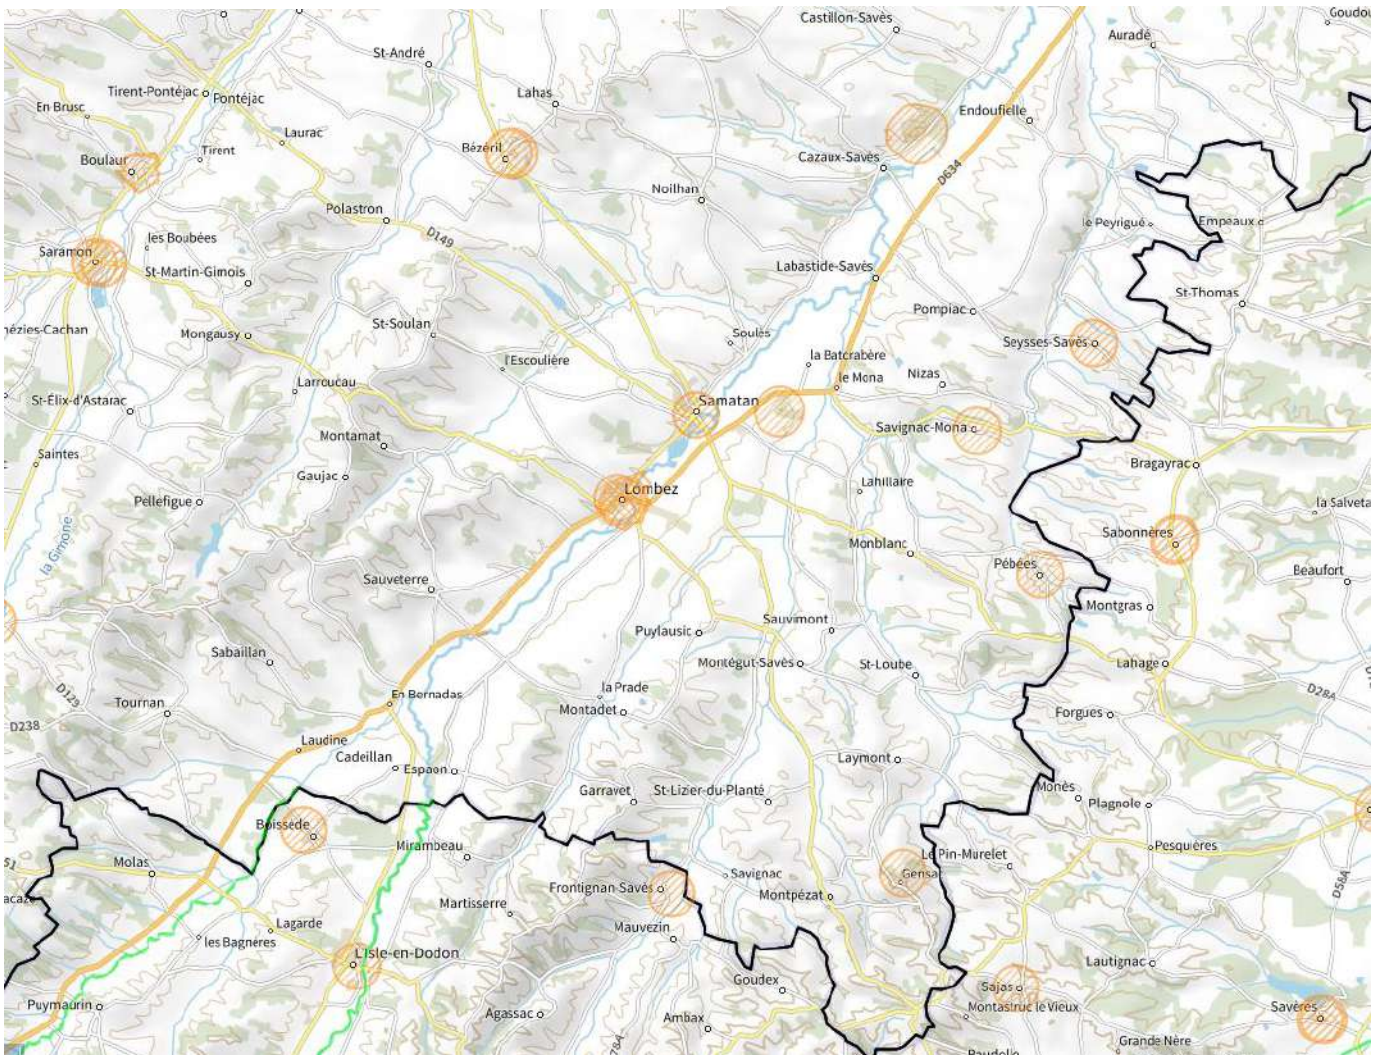 Castillon-Savès
Goudou
Auradé
St-André
Tirent-Pontéjac
Pontéjac
Lahas
En Brusc
Endoufielle
Laurac
Bézéril
Tirent
Boulaur
Cazaux-Savès
D634
Noilhan
Polastron
le Peyrigué
Empeaux
D149
les Boubées
Saramon
St-Martin-Gimois
Labastide-Savès
St-Thomas
Pompiac
St-Soulan
nézies-Cachan
Mongausy
Soulès
Seysses-Savès
la Batcrabère
l'Escoulière
le Mona
Nizas
Larroucau
St-Élix-d'Astarac
Samatan
Savignac-Mona
Montamat
Saintes
Bragayrac
Gaujac
Lahillaire
Lombez
Pellefigue
la Salveta
Sabonnères
la Gimone
Monblanc
Pébées
Beaufort
Sauveterre
Montgras
Sauvimont
Puylausic
Sabaillan
Montégut-Savès
St-Loube
Lahage
la Prade
D129
En Bernadas
D28A
Tournan
Montadet
Forgues
D238
Laudine
Cadeillan
Espaon
Laymont
Garravet
St-Lizier-du-Planté
Monès
Plagnole
Boissède
Mirambeau
Pesquières
Le Pin-Murelet
Molas
51
Savignac
Gensa
Frontignan-Savès
Montpézat
D58A
acaze
Martisserre
Lagarde
Mauvezin
les Bagnères
L'Isle-en-Dodon
Lautignac
Goudex
Sajas
Puymaurin
Montastruc le Vieux
Savères
Agassac
Ambax
78A
Grande Nère